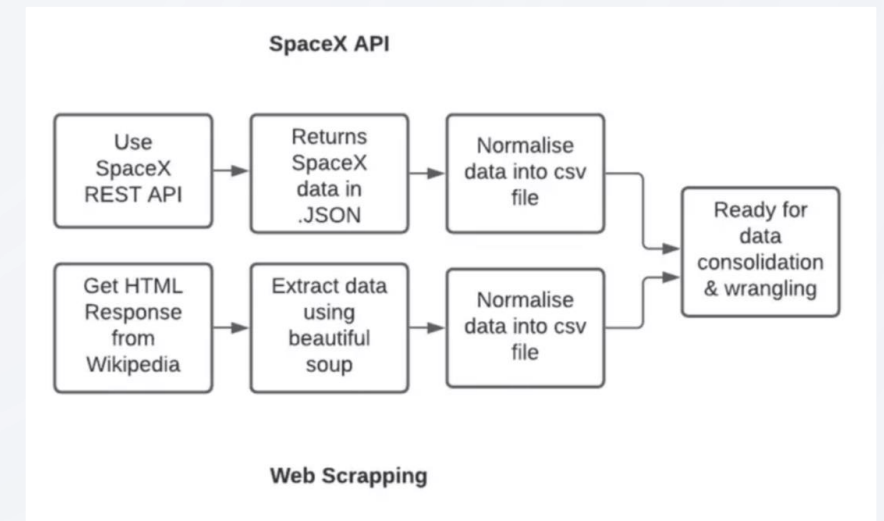 SpaceX API
Use
SpaceX
REST API
Returns
SpaceX
data in
.JSON
Normalise
data into csv
file
Get HTML
Response
from
Wikipedia
Extract data
using
beautiful
soup
Normalise
data into csv
file
Ready for
data
consolidation
& wrangling
Web Scrapping